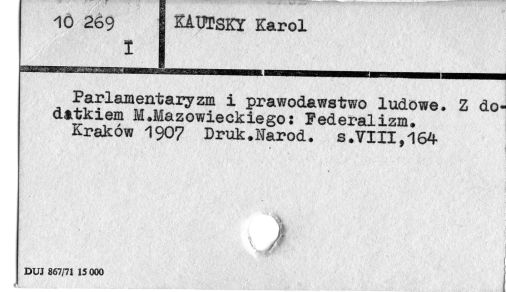 10 269
I
KAUTSKY Karol
Parlamentaryzm i prawodawstwo ludowe. Z do-
datkiem M.Mazowieckiego: Federalizm.
Kraków 1907 Druk.Narod. s.VIII,164
DUJ 867/71 15 000